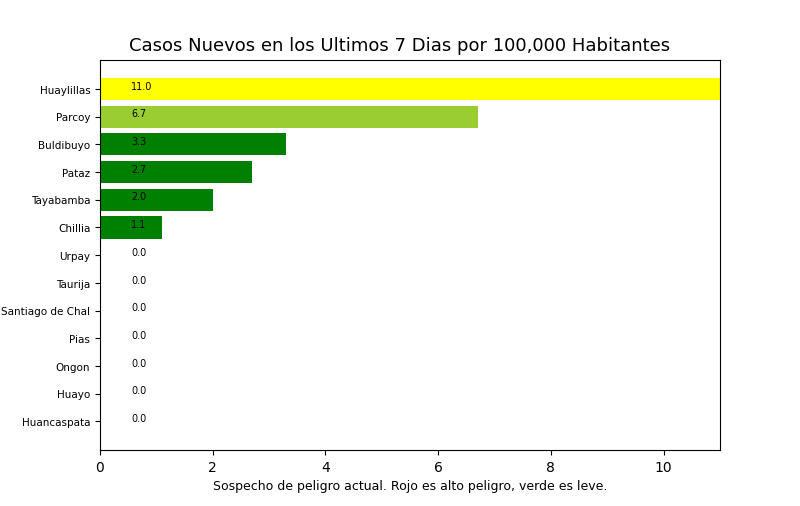 Casos Nuevos en los Ultimos 7 Dias por 100,000 Habitantes
Huaylillas 11.0
Parcoy 6.7
Buldibuyo 3.3
Pataz 2.7
Tayabamba 2.0
Chillia 1.1
Urpay 0.0
Taurija 0.0
Santiago de Chal 0.0
Pias 0.0
Ongon 0.0
Huayo 0.0
Huancaspata 0.0
0 2 4 6 8 10
Sospecho de peligro actual. Rojo es alto peligro, verde es leve.